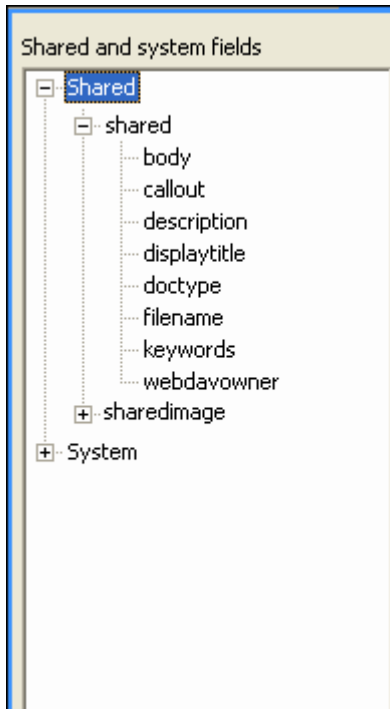 Shared and system fields
Shared
shared
body
callout
description
displaytitle
doctype
filename
keywords
webdavowner
sharedimage
System